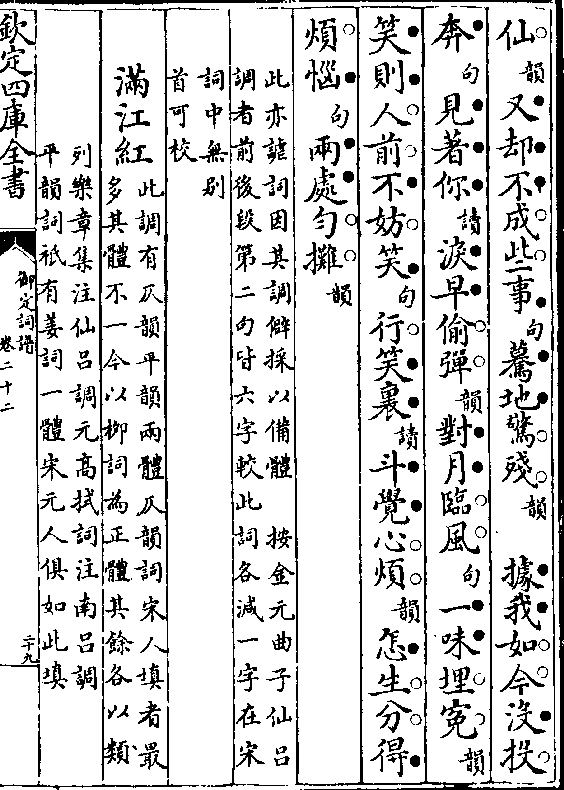 仙韻又却不成些事句驀地驚殘韻　據我如今沒投
奔句見著你讀淚早偷彈韻對月臨風句一味埋寃韻
笑則人前不妨笑句行笑裏讀斗覺心煩韻怎生分得
煩惱句兩處勻攤韻
此亦謔詞因其調僻採以備體　按金元曲子仙呂
調者前後段第二句皆六字較此詞各減一字在宋
詞中無别
首可校
滿江紅
此調有仄韻平韻兩體仄韻詞宋人填者最
多其體不一今以柳詞為正體其餘各以類
列樂章集注仙呂調元高拭詞注南呂調
平韻詞祇有姜詞一體宋元人俱如此填
欽定四庫全書
御定詞譜
卷二十二
二十九